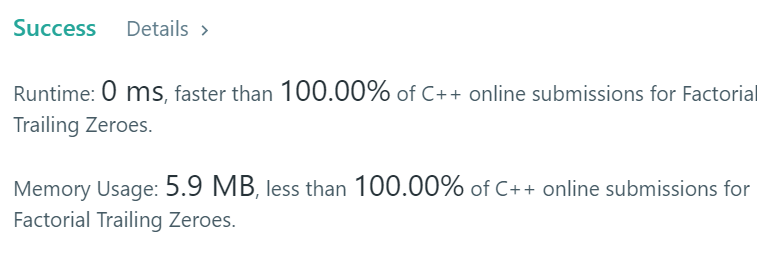 Success Details >
Runtime: 0 ms, faster than 100.00% of C++ online submissions for Factorial
Trailing Zeroes.
Memory Usage: 5.9 MB, less than 100.00% of C++ online submissions for
Factorial Trailing Zeroes.